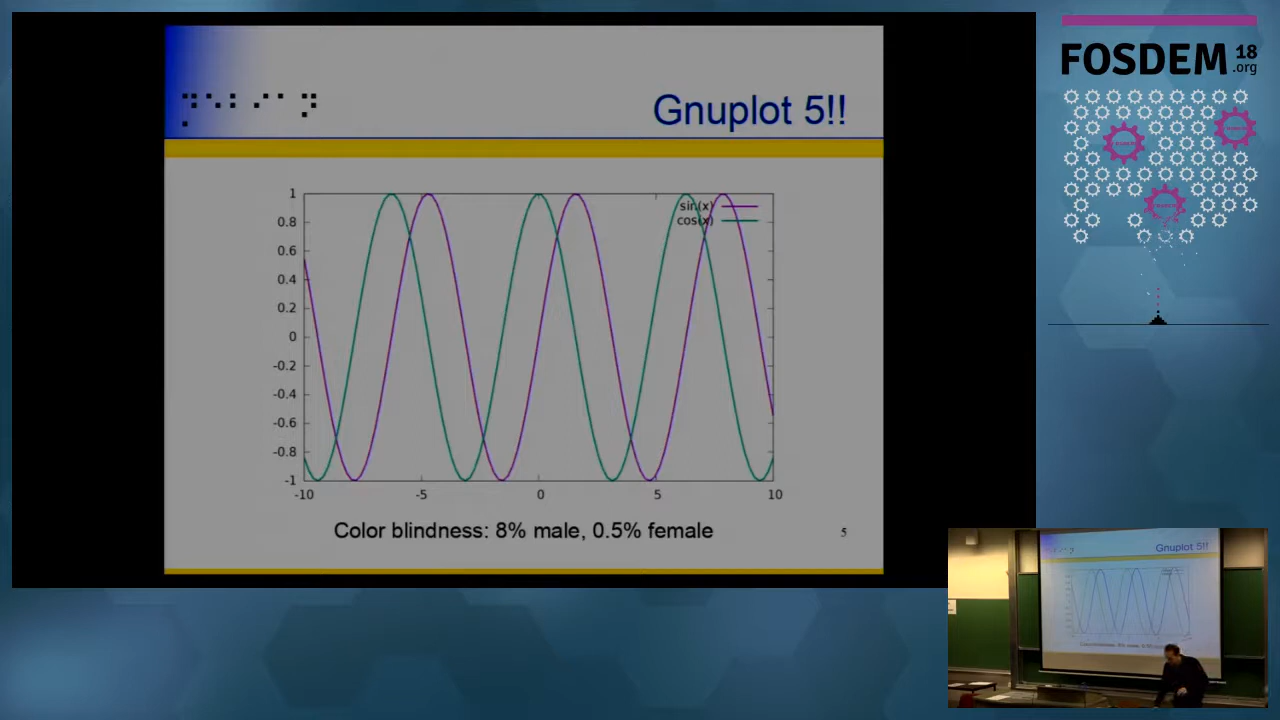 FOSDEM 18
.org
⡙⠑⠃⠊⠁⠝
Gnuplot 5!!
1
0.8
0.6
0.4
0.2
0
-0.2
-0.4
-0.6
-0.8
-1
-10 -5 0 5 10
sin(x)
cos(x)
Color blindness: 8% male, 0.5% female
5
Gnuplot 5!!